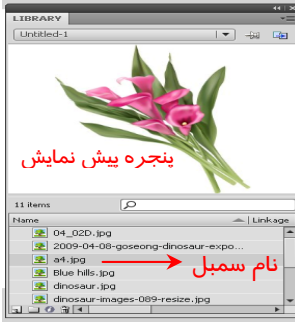 LIBRARY
Untitled-1
پنجره پیش نمایش
11 items
Name Linkage
04_02D.jpg
2009-04-08-goseong-dinosaur-expo...
a4.jpg
نام سمبل
Blue hills.jpg
dinosaur.jpg
dinosaur-images-089-resize.jpg